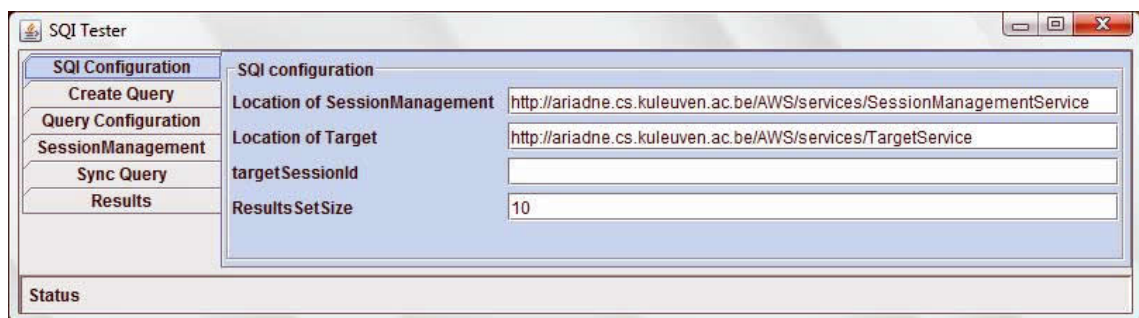 SQI Tester
SQI Configuration
Create Query
Query Configuration
SessionManagement
Sync Query
Results
SQI configuration
Location of SessionManagement http://ariadne.cs.kuleuven.ac.be/AWS/services/SessionManagementService
Location of Target http://ariadne.cs.kuleuven.ac.be/AWS/services/TargetService
targetSessionId
ResultsSetSize 10
Status